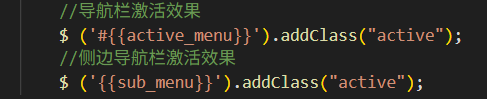 //导航栏激活效果
$ ('#{{active_menu}}').addClass("active");
//侧边导航栏激活效果
$ ('{{sub_menu}}').addClass("active");